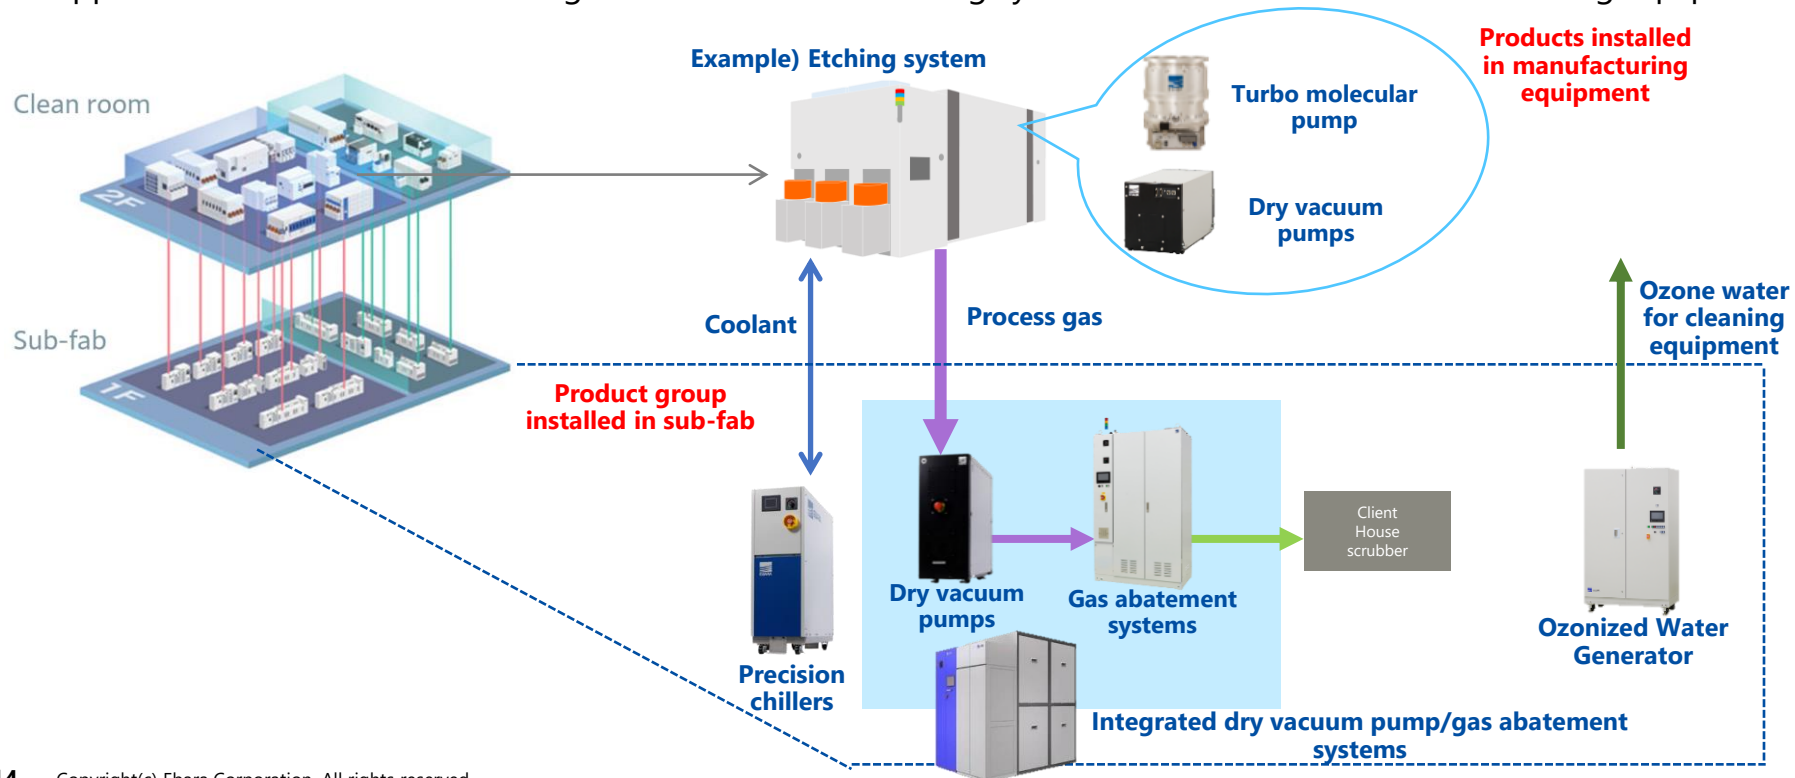 Example) Etching system
Products installed
in manufacturing
equipment
Clean room
Turbo molecular
pump
2F
Dry vacuum
pumps
Ozone water
for cleaning
equipment
Coolant
Process gas
Sub-fab
1F
Product group
installed in sub-fab
Client
House
scrubber
Dry vacuum
pumps
Gas abatement
systems
Ozonized Water
Generator
Precision
chillers
Integrated dry vacuum pump/gas abatement
systems